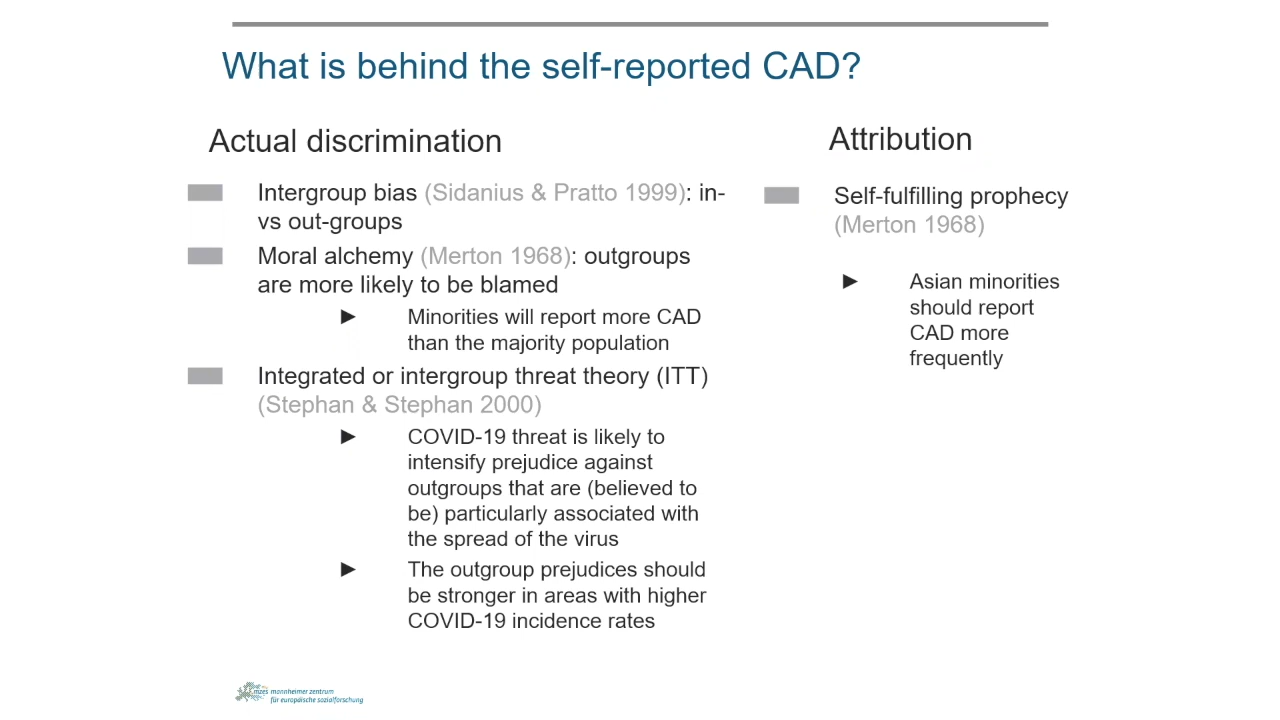 What is behind the self-reported CAD?
Actual discrimination
Intergroup bias (Sidanius & Pratto 1999): in-
vs out-groups
Moral alchemy (Merton 1968): outgroups
are more likely to be blamed
► Minorities will report more CAD
than the majority population
Integrated or intergroup threat theory (ITT)
(Stephan & Stephan 2000)
► COVID-19 threat is likely to
intensify prejudice against
outgroups that are (believed to
be) particularly associated with
the spread of the virus
► The outgroup prejudices should
be stronger in areas with higher
COVID-19 incidence rates
Attribution
Self-fulfilling prophecy
(Merton 1968)
► Asian minorities
should report
CAD more
frequently
mzes mannheimer zentrum
für europäische sozialforschung